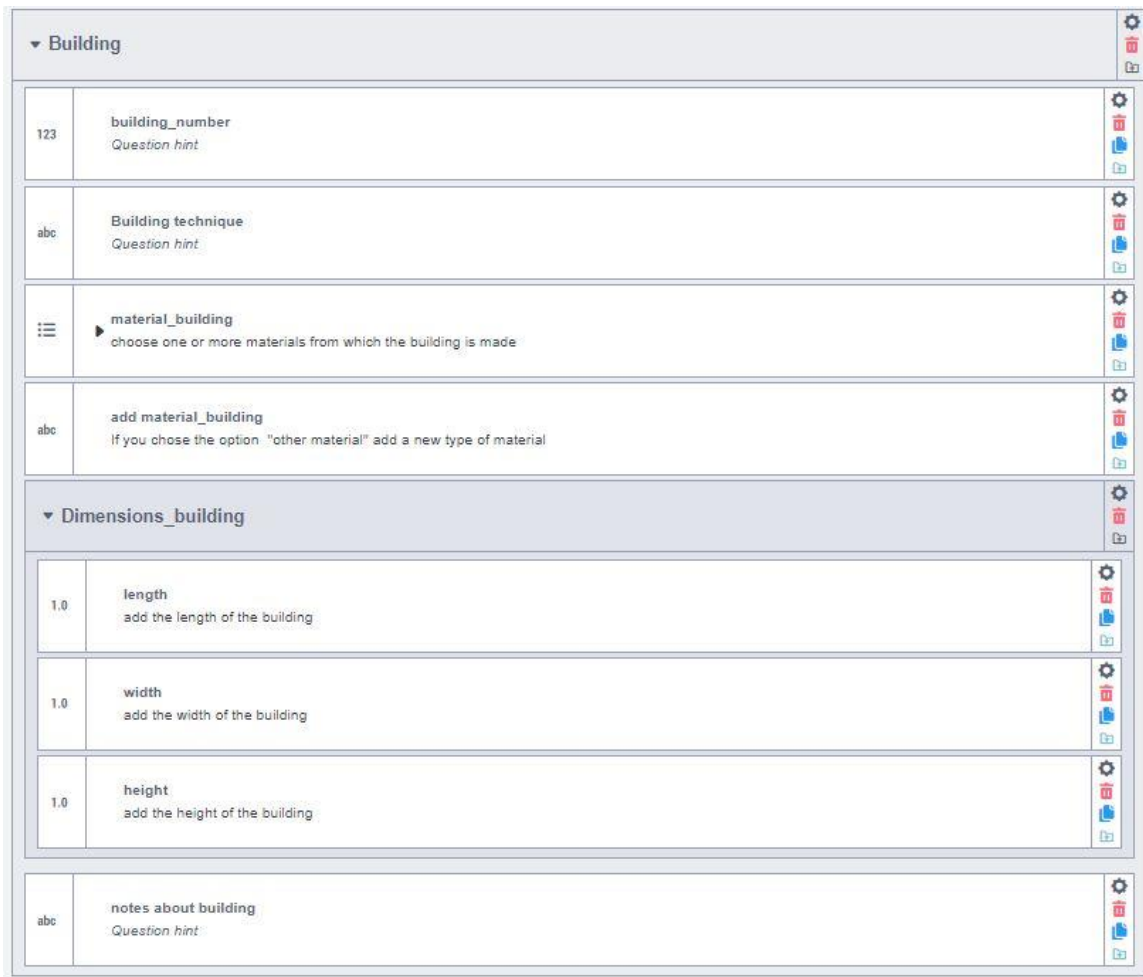 Building
123
building_number
Question hint
abc
Building technique
Question hint
material_building
choose one or more materials from which the building is made
abc
add material_building
If you chose the option  "other material" add a new type of material
Dimensions_building
1.0
length
add the length of the building
1.0
width
add the width of the building
1.0
height
add the height of the building
abc
notes about building
Question hint